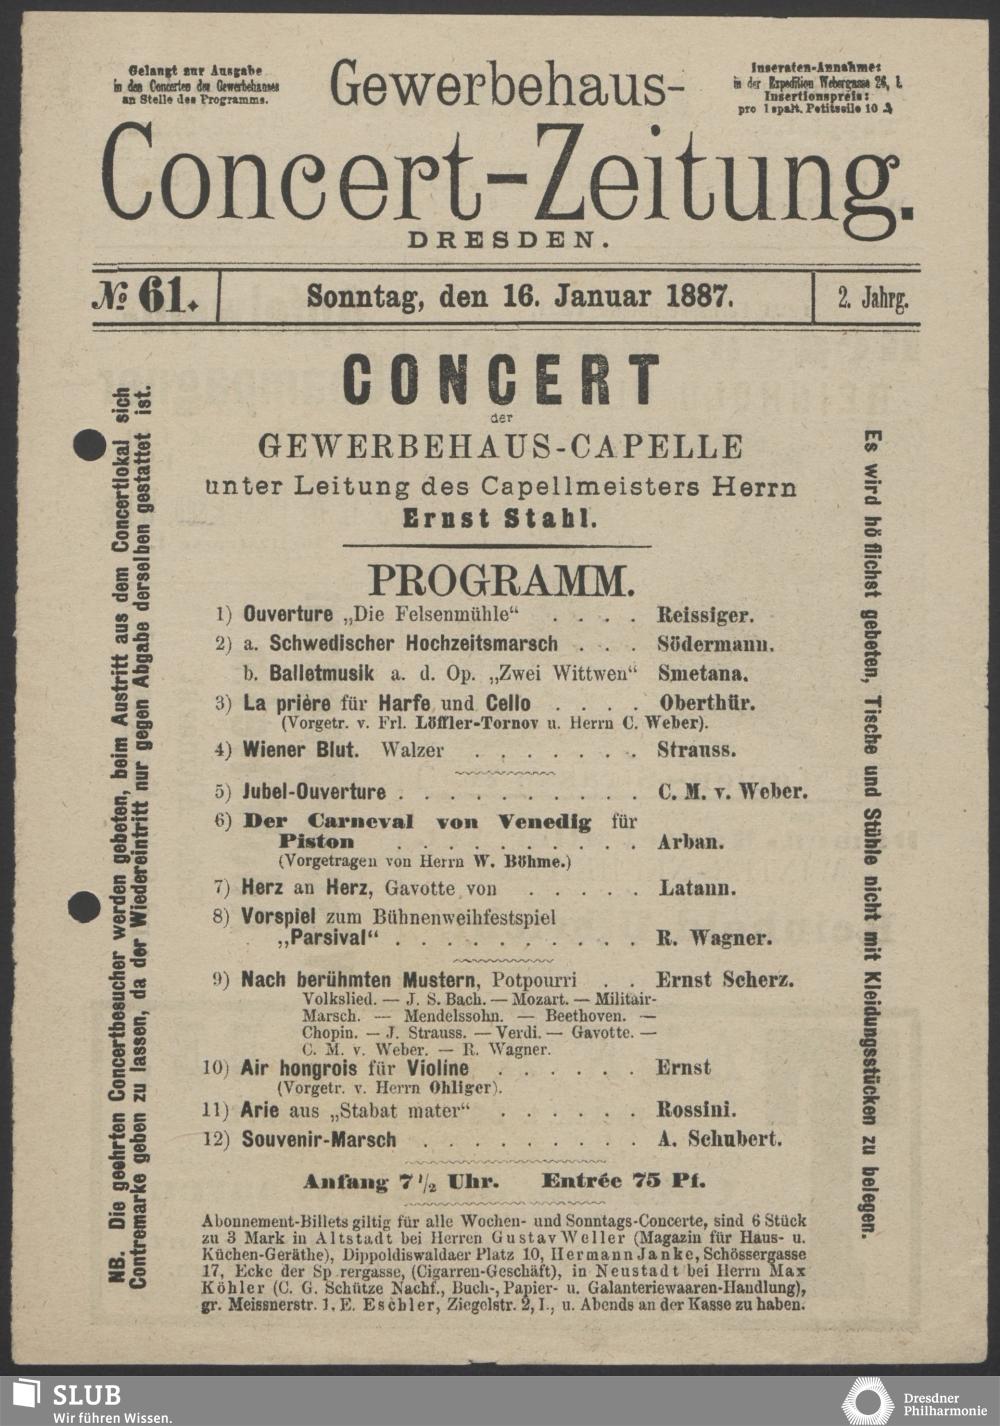 Gelangt zur Ausgabe
in den Concerten des Gewerbehauses
an Stelle des Programms.
Gewerbehaus-
Inseraten-Annahme:
in der Expedition Webergasse 26, I.
Insertionspreis:
pro 1 spalt. Petitzeile 10 ₰
Concert-Zeitung.
DRESDEN.
№ 61.
Sonntag, den 16. Januar 1887.
2. Jahrg.
CONCERT
der
GEWERBEHAUS-CAPELLE
unter Leitung des Capellmeisters Herrn
Ernst Stahl.
PROGRAMM.
1) Ouverture „Die Felsenmühle“ . . . . Reissiger.
2) a. Schwedischer Hochzeitsmarsch . . . Södermann.
b. Balletmusik a. d. Op. „Zwei Wittwen“ Smetana.
3) La prière für Harfe und Cello . . . . Oberthür.
(Vorgetr. v. Frl. Löffler-Tornov u. Herrn C. Weber).
4) Wiener Blut. Walzer . . . . . . . Strauss.
5) Jubel-Ouverture . . . . . . . . . . C. M. v. Weber.
6) Der Carneval von Venedig für
Piston . . . . . . . . . . Arban.
(Vorgetragen von Herrn W. Böhme.)
7) Herz an Herz, Gavotte von . . . . . Latann.
8) Vorspiel zum Bühnenweihfestspiel
„Parsival“ . . . . . . . . . . R. Wagner.
9) Nach berühmten Mustern, Potpourri . . Ernst Scherz.
Volkslied. — J. S. Bach. — Mozart. — Militair-
Marsch. — Mendelssohn. — Beethoven. —
Chopin. — J. Strauss. — Verdi. — Gavotte. —
C. M. v. Weber. — R. Wagner.
10) Air hongrois für Violine . . . . . . Ernst
(Vorgetr. v. Herrn Ohliger).
11) Arie aus „Stabat mater“ . . . . . . Rossini.
12) Souvenir-Marsch . . . . . . . . . A. Schubert.
Anfang 7 1/2 Uhr. Entrée 75 Pf.
Abonnement-Billets giltig für alle Wochen- und Sonntags-Concerte, sind 6 Stück
zu 3 Mark in Altstadt bei Herren Gustav Weller (Magazin für Haus- u.
Küchen-Geräthe), Dippoldiswaldaer Platz 10, Hermann Janke, Schössergasse
17, Ecke der Sp rergasse, (Cigarren-Geschäft), in Neustadt bei Herrn Max
Köhler (C. G. Schütze Nachf., Buch-, Papier- u. Galanteriewaaren-Handlung),
gr. Meissnerstr. 1, E. Eschler, Ziegelstr. 2, I., u. Abends an der Kasse zu haben.
NB. Die geehrten Concertbesucher werden gebeten, beim Austritt aus dem Concertlokal sich
Contremarke geben zu lassen, da der Wiedereintritt nur gegen Abgabe derselben gestattet ist.
Es wird höflichst gebeten, Tische und Stühle nicht mit Kleidungsstücken zu belegen.
SLUB
Wir führen Wissen.
Dresdner
Philharmonie